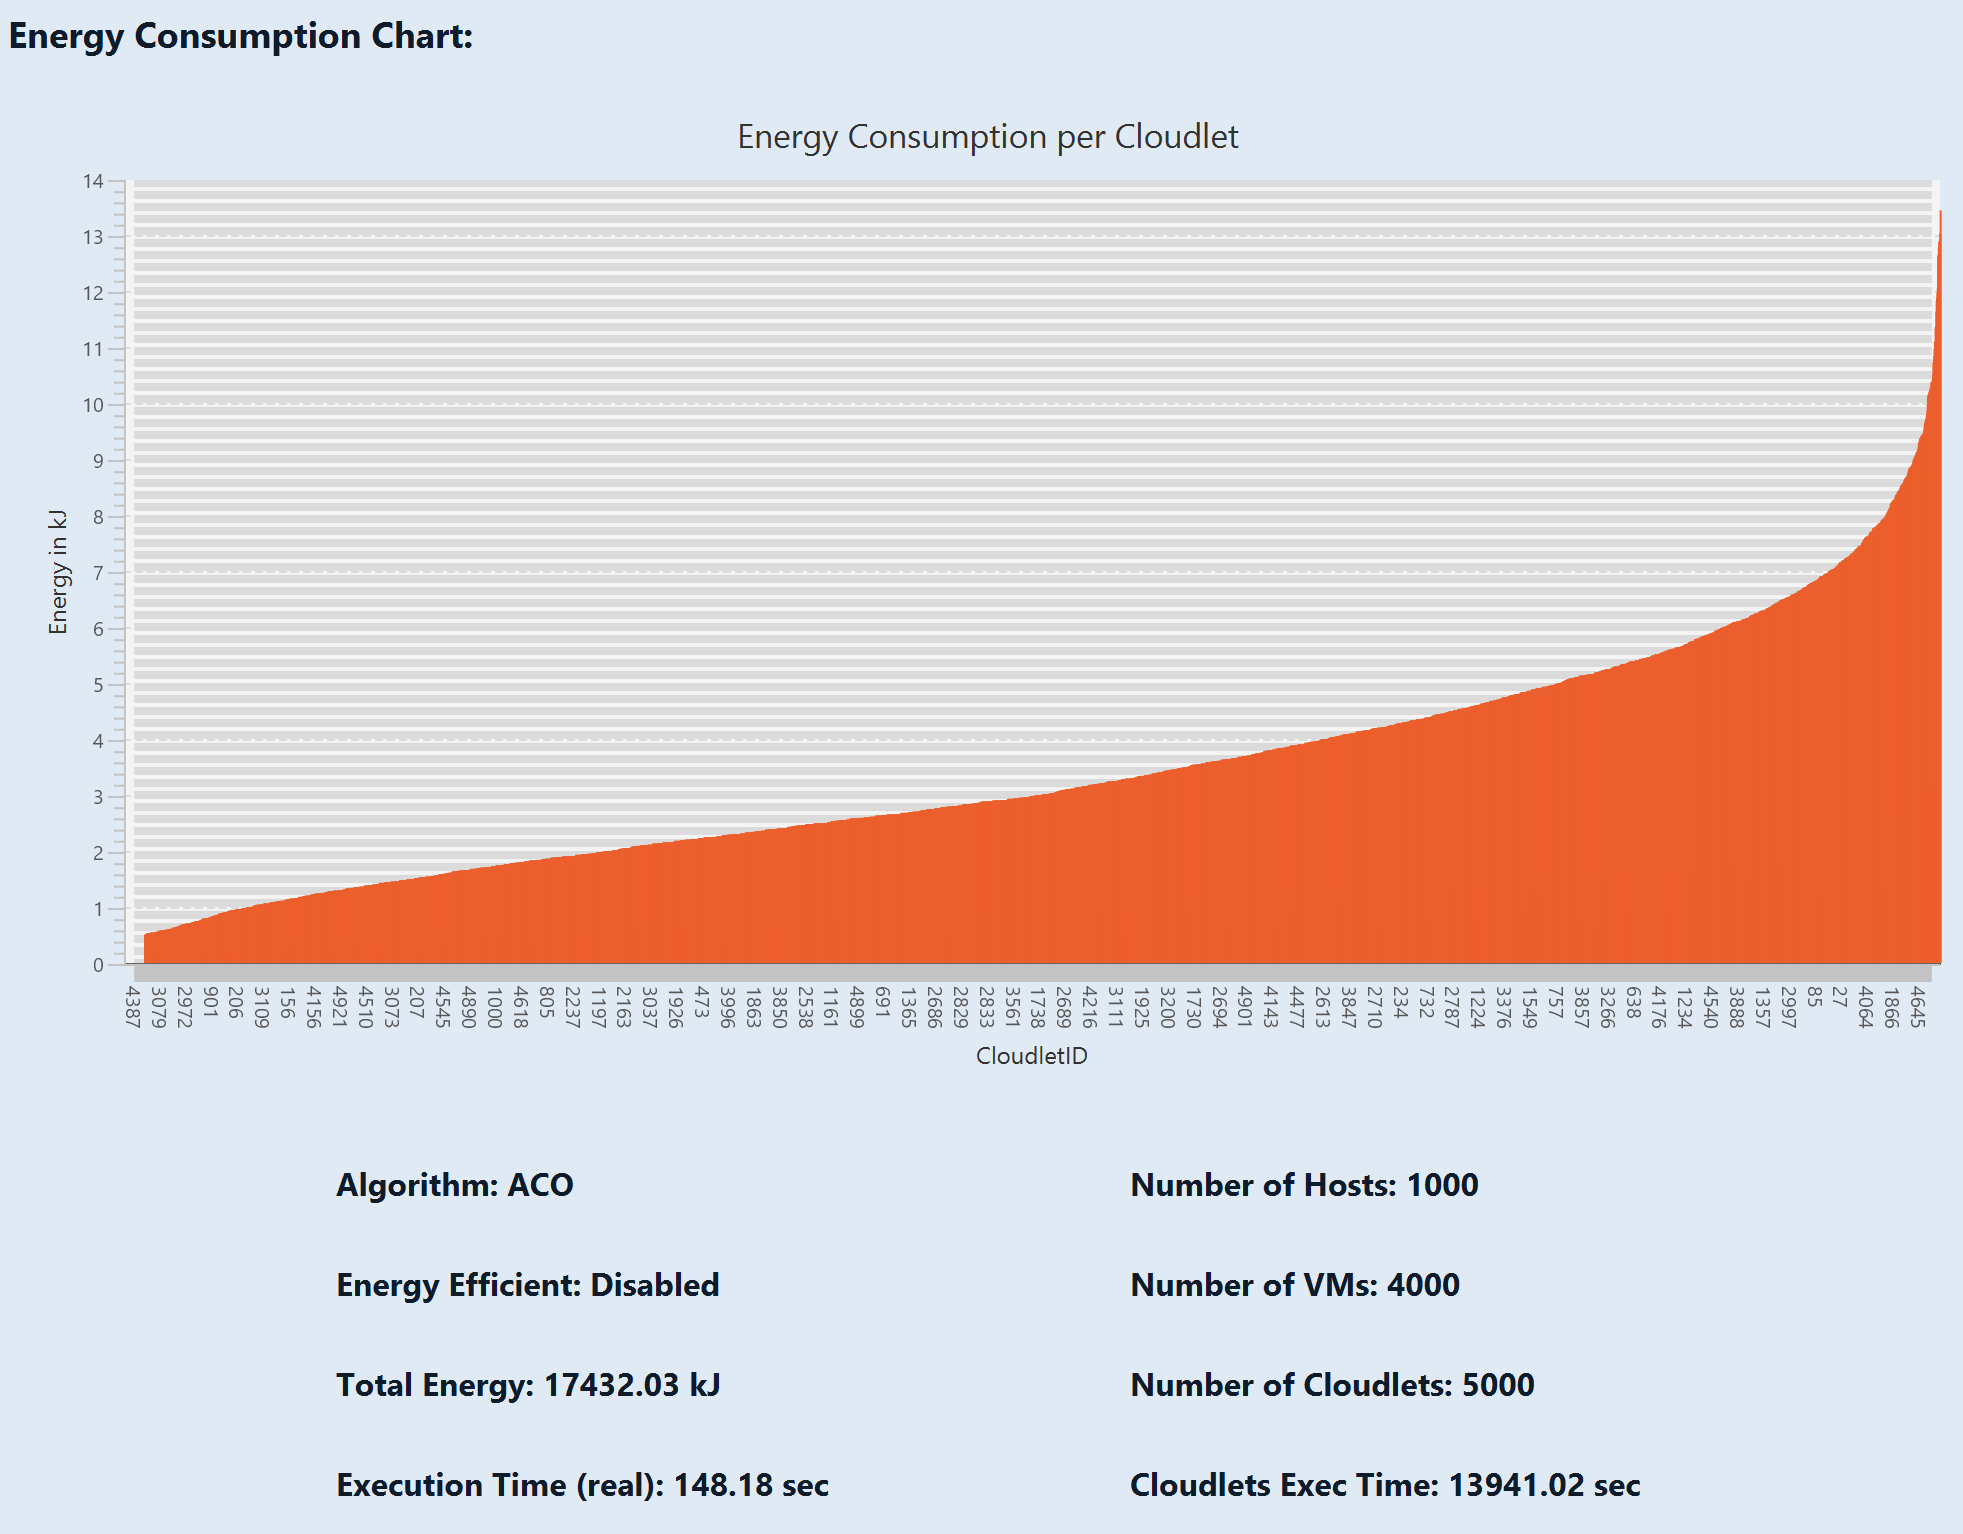 Energy Consumption Chart:
Energy Consumption per Cloudlet
14
13
12
11
10
9
8
7
6
5
4
3
2
1
0
Energy in kJ
4387 3079 2972 901 206 3109 156 4156 4921 4510 3073 207 4545 4890 1000 4618 805 2237 1197 2163 3037 1926 473 3996 1863 3850 2538 1161 4899 691 1365 2686 2829 2833 3561 1738 2689 4216 3111 1925 3200 1730 2694 4901 4143 4477 2613 3847 2710 234 732 2787 1224 3376 1549 757 3857 3266 638 4176 1234 4540 3888 1357 2997 85 27 4064 1866 4645
CloudletID
Algorithm: ACO
Number of Hosts: 1000
Energy Efficient: Disabled
Number of VMs: 4000
Total Energy: 17432.03 kJ
Number of Cloudlets: 5000
Execution Time (real): 148.18 sec
Cloudlets Exec Time: 13941.02 sec